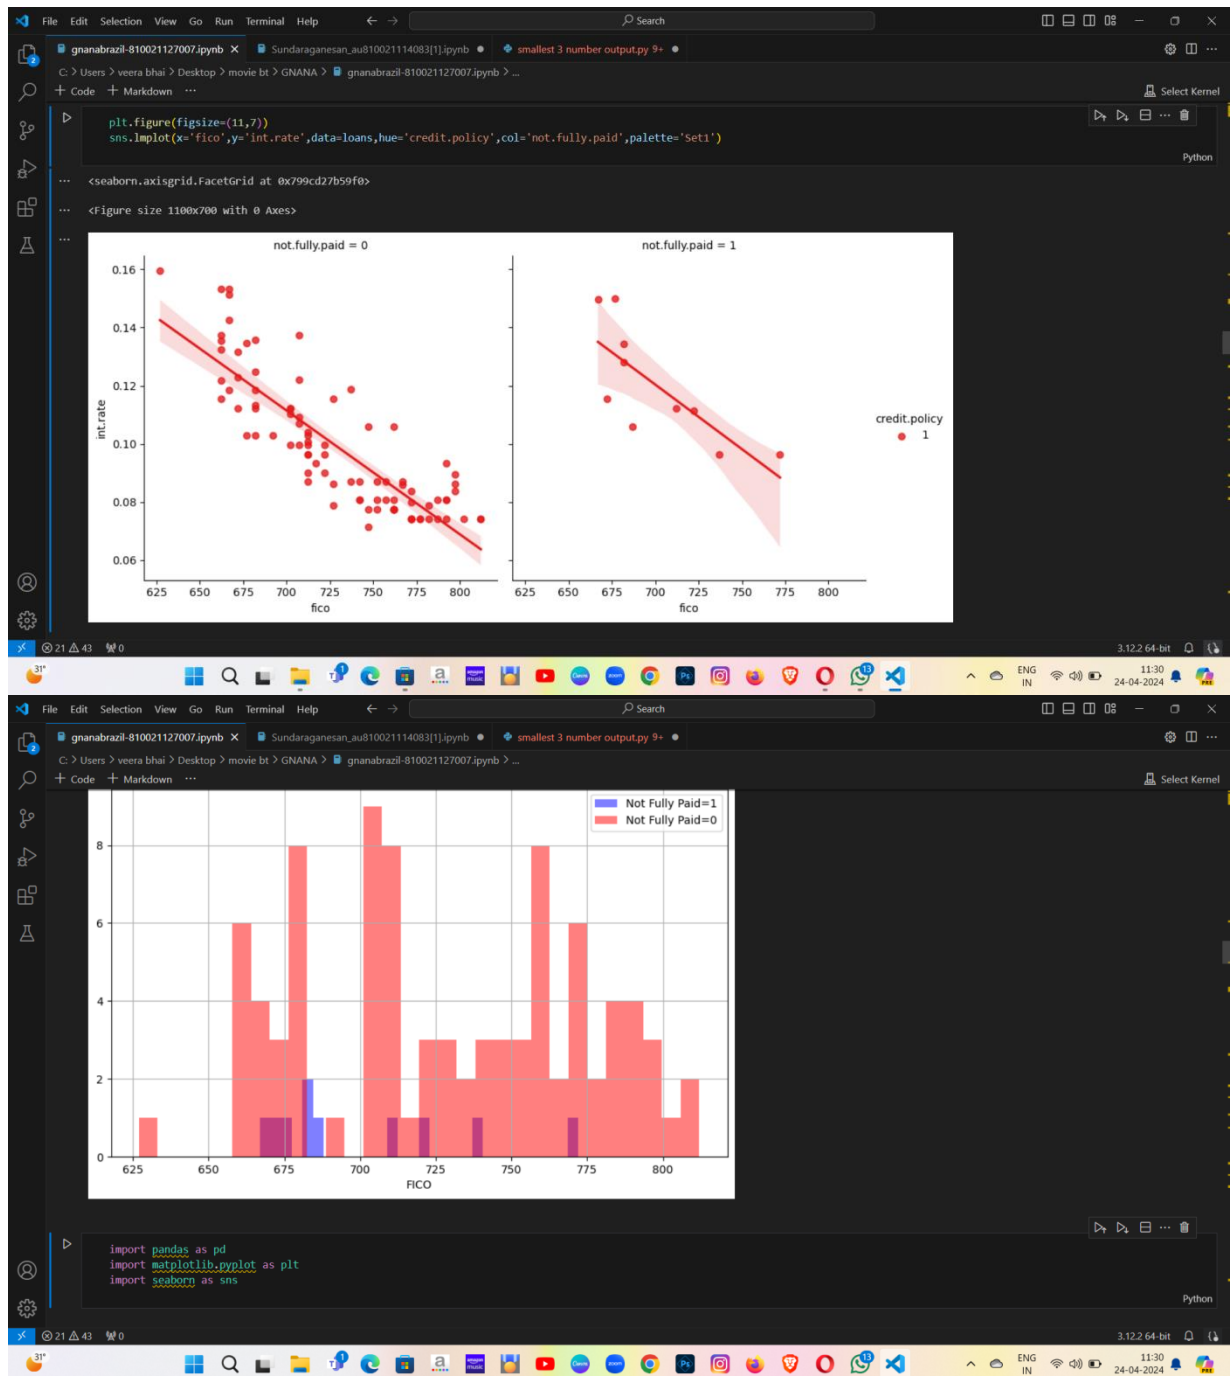 File Edit Selection View Go Run Terminal Help
Search
gnanabrazil-810021127007.ipynb
Sundaraganesan_au810021114083[1].ipynb
smallest 3 number output.py 9+
C: > Users > veera bhai > Desktop > movie bt > GNANA > gnanabrazil-810021127007.ipynb > ...
+ Code + Markdown ...
Select Kernel
plt.figure(figsize=(11,7))
sns.lmplot(x='fico',y='int.rate',data=loans,hue='credit.policy',col='not.fully.paid',palette='Set1')
Python
<seaborn.axisgrid.FacetGrid at 0x799cd27b59f0>
<Figure size 1100x700 with 0 Axes>
not.fully.paid = 0
not.fully.paid = 1
0.16
0.14
0.12
0.10
0.08
0.06
int.rate
625 650 675 700 725 750 775 800
fico
625 650 675 700 725 750 775 800
fico
credit.policy
1
2
21 43 0
3.12.2 64-bit
31°
1
13
ENG
IN
11:30
24-04-2024
File Edit Selection View Go Run Terminal Help
Search
gnanabrazil-810021127007.ipynb
Sundaraganesan_au810021114083[1].ipynb
smallest 3 number output.py 9+
C: > Users > veera bhai > Desktop > movie bt > GNANA > gnanabrazil-810021127007.ipynb > ...
+ Code + Markdown ...
Select Kernel
Not Fully Paid=1
Not Fully Paid=0
8
6
4
2
0
625 650 675 700 725 750 775 800
FICO
import pandas as pd
import matplotlib.pyplot as plt
import seaborn as sns
Python
2
21 43 0
3.12.2 64-bit
31°
1
13
ENG
IN
11:30
24-04-2024